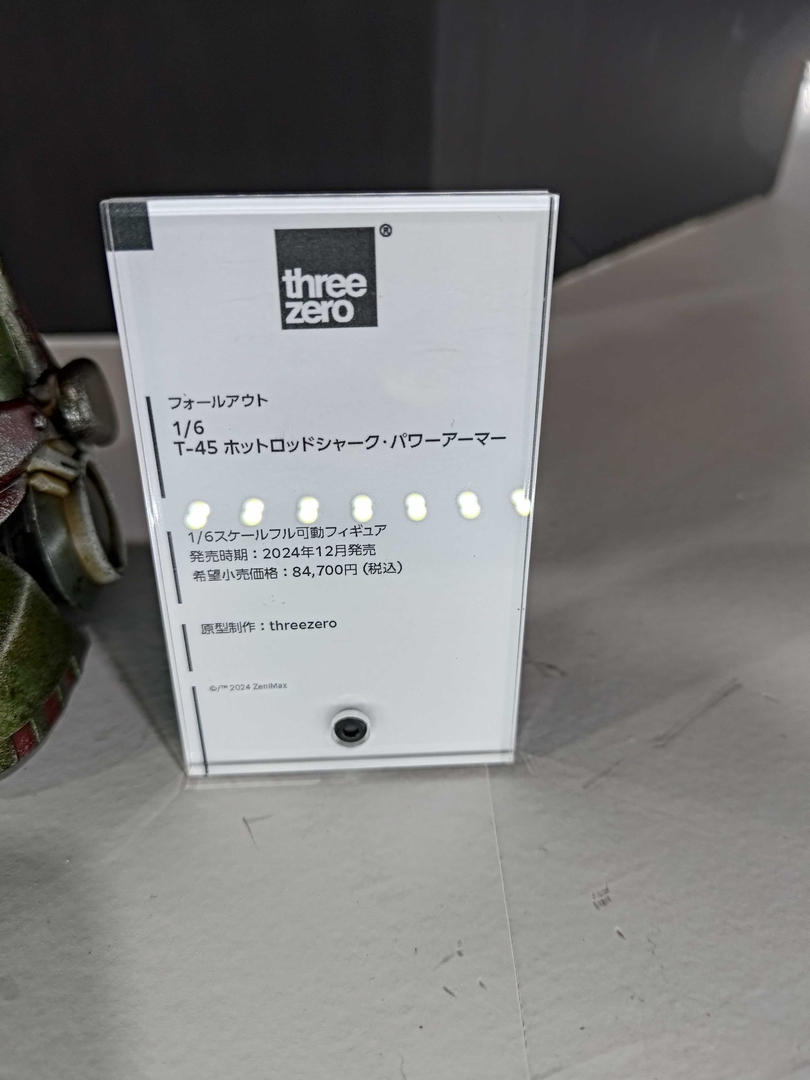 three
zero
®
フォールアウト
1/6
T-45 ホットロッドシャーク・パワーアーマー
1/6スケールフル可動フィギュア
発売時期：2024年12月発売
希望小売価格：84,700円 (税込)
原型制作：threezero
©/™ 2024 ZeniMax